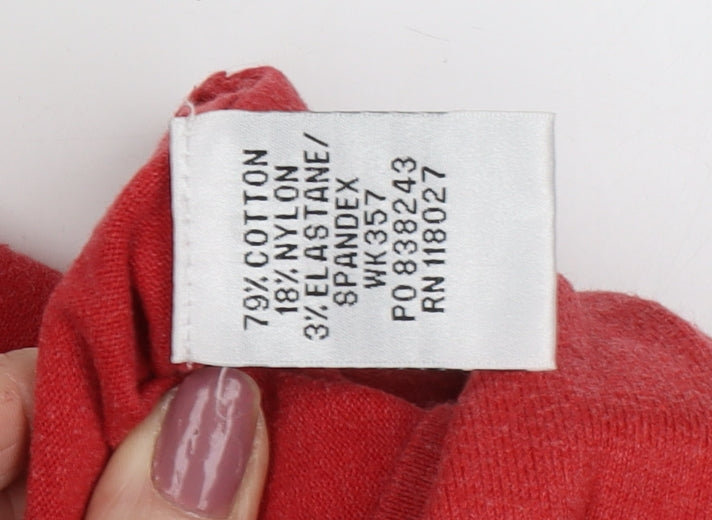 79% COTTON
18% NYLON
3% ELASTANE/
SPANDEX
WK357
PO 838243
RN 118027